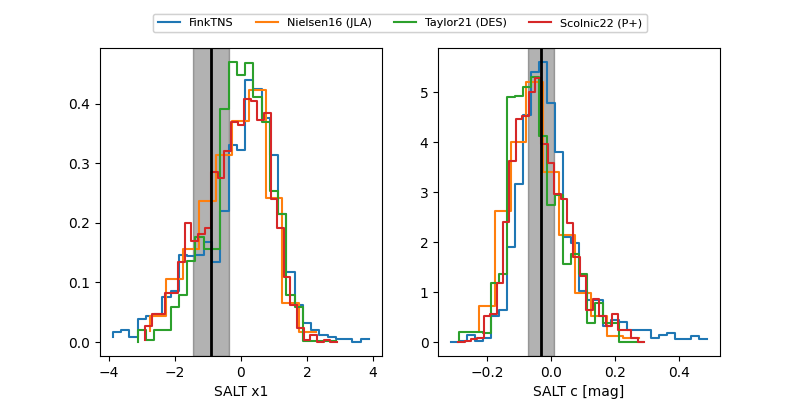 FinkTNS Nielsen16 (JLA) Taylor21 (DES) Scolnic22 (P+)
0.4
0.3
0.2
0.1
0.0
−4 −2 0 2 4
SALT x1
5
4
3
2
1
0
−0.2 0.0 0.2 0.4
SALT c [mag]